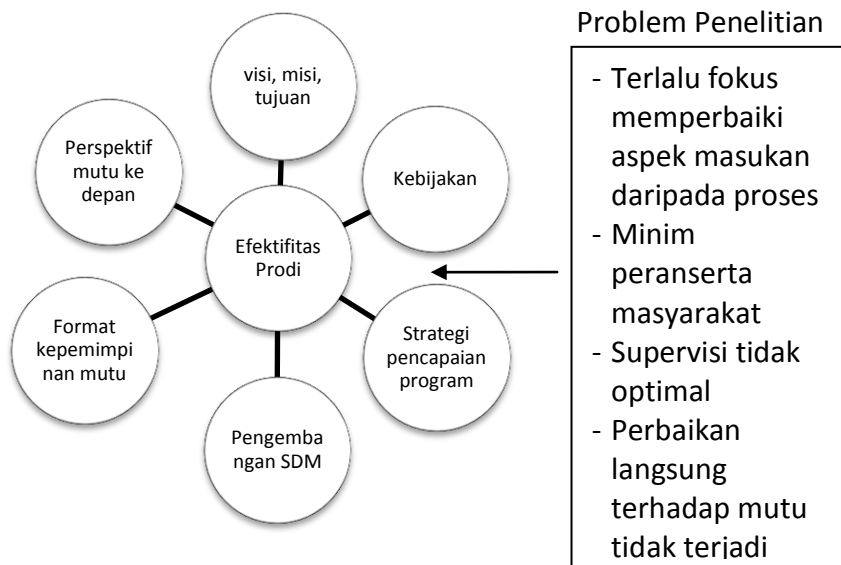 Problem Penelitian
visi, misi,
tujuan
Perspektif
mutu ke
depan
Kebijakan
Efektifitas
Prodi
Format
kepemimpi
nan mutu
Strategi
pencapaian
program
Pengemba
ngan SDM
- Terlalu fokus
memperbaiki
aspek masukan
daripada proses
- Minim
peranserta
masyarakat
- Supervisi tidak
optimal
- Perbaikan
langsung
terhadap mutu
tidak terjadi